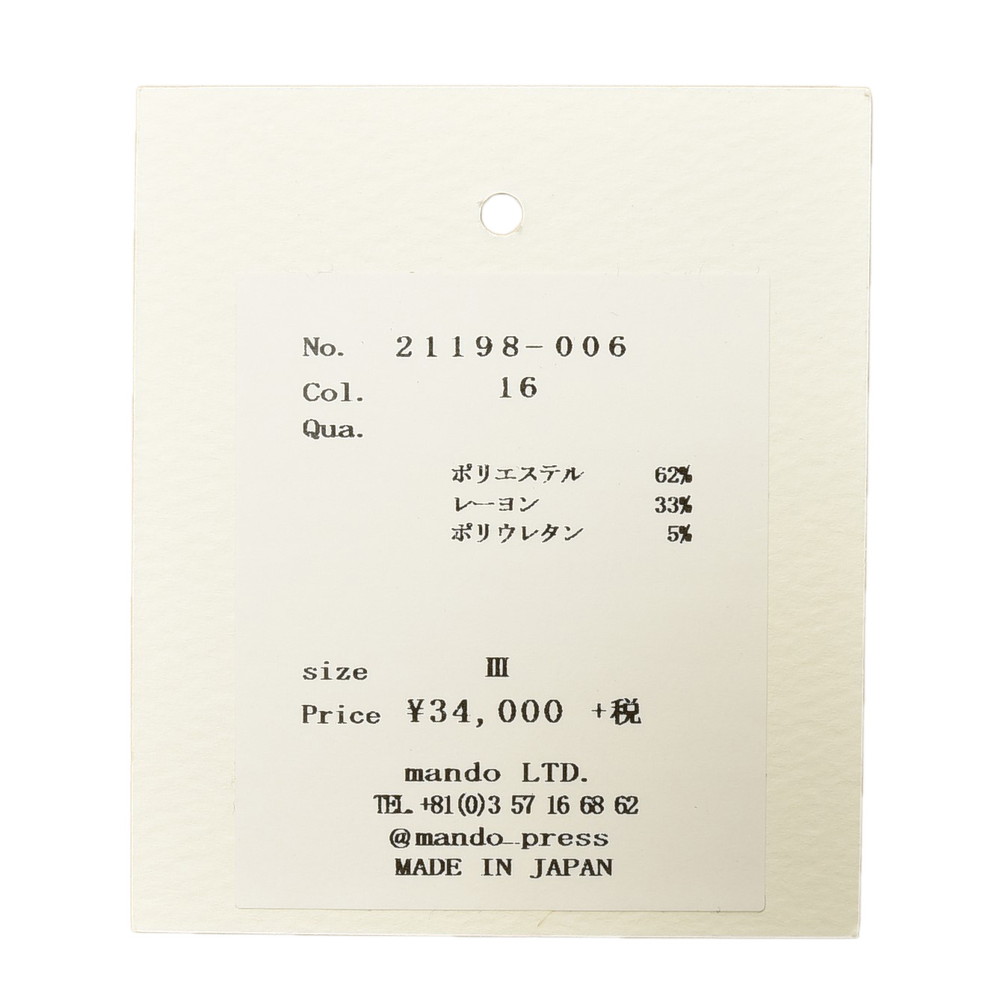 No. 21198-006
Col. 16
Qua.
ポリエステル 62%
レーヨン 33%
ポリウレタン 5%
size Ⅲ
Price ¥34,000 +税
mando LTD.
TEL. +81(0)3 57 16 68 62
@mando_press
MADE IN JAPAN